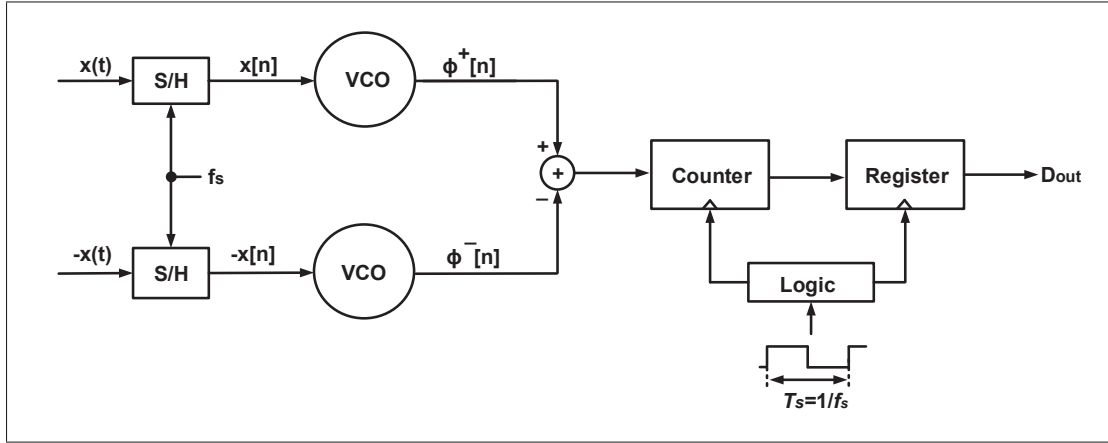 x(t) S/H x[n] VCO ϕ⁺[n]
fs
+
+
−
Counter Register Dout
-x(t) S/H -x[n] VCO ϕ⁻[n]
Logic
Ts=1/fs